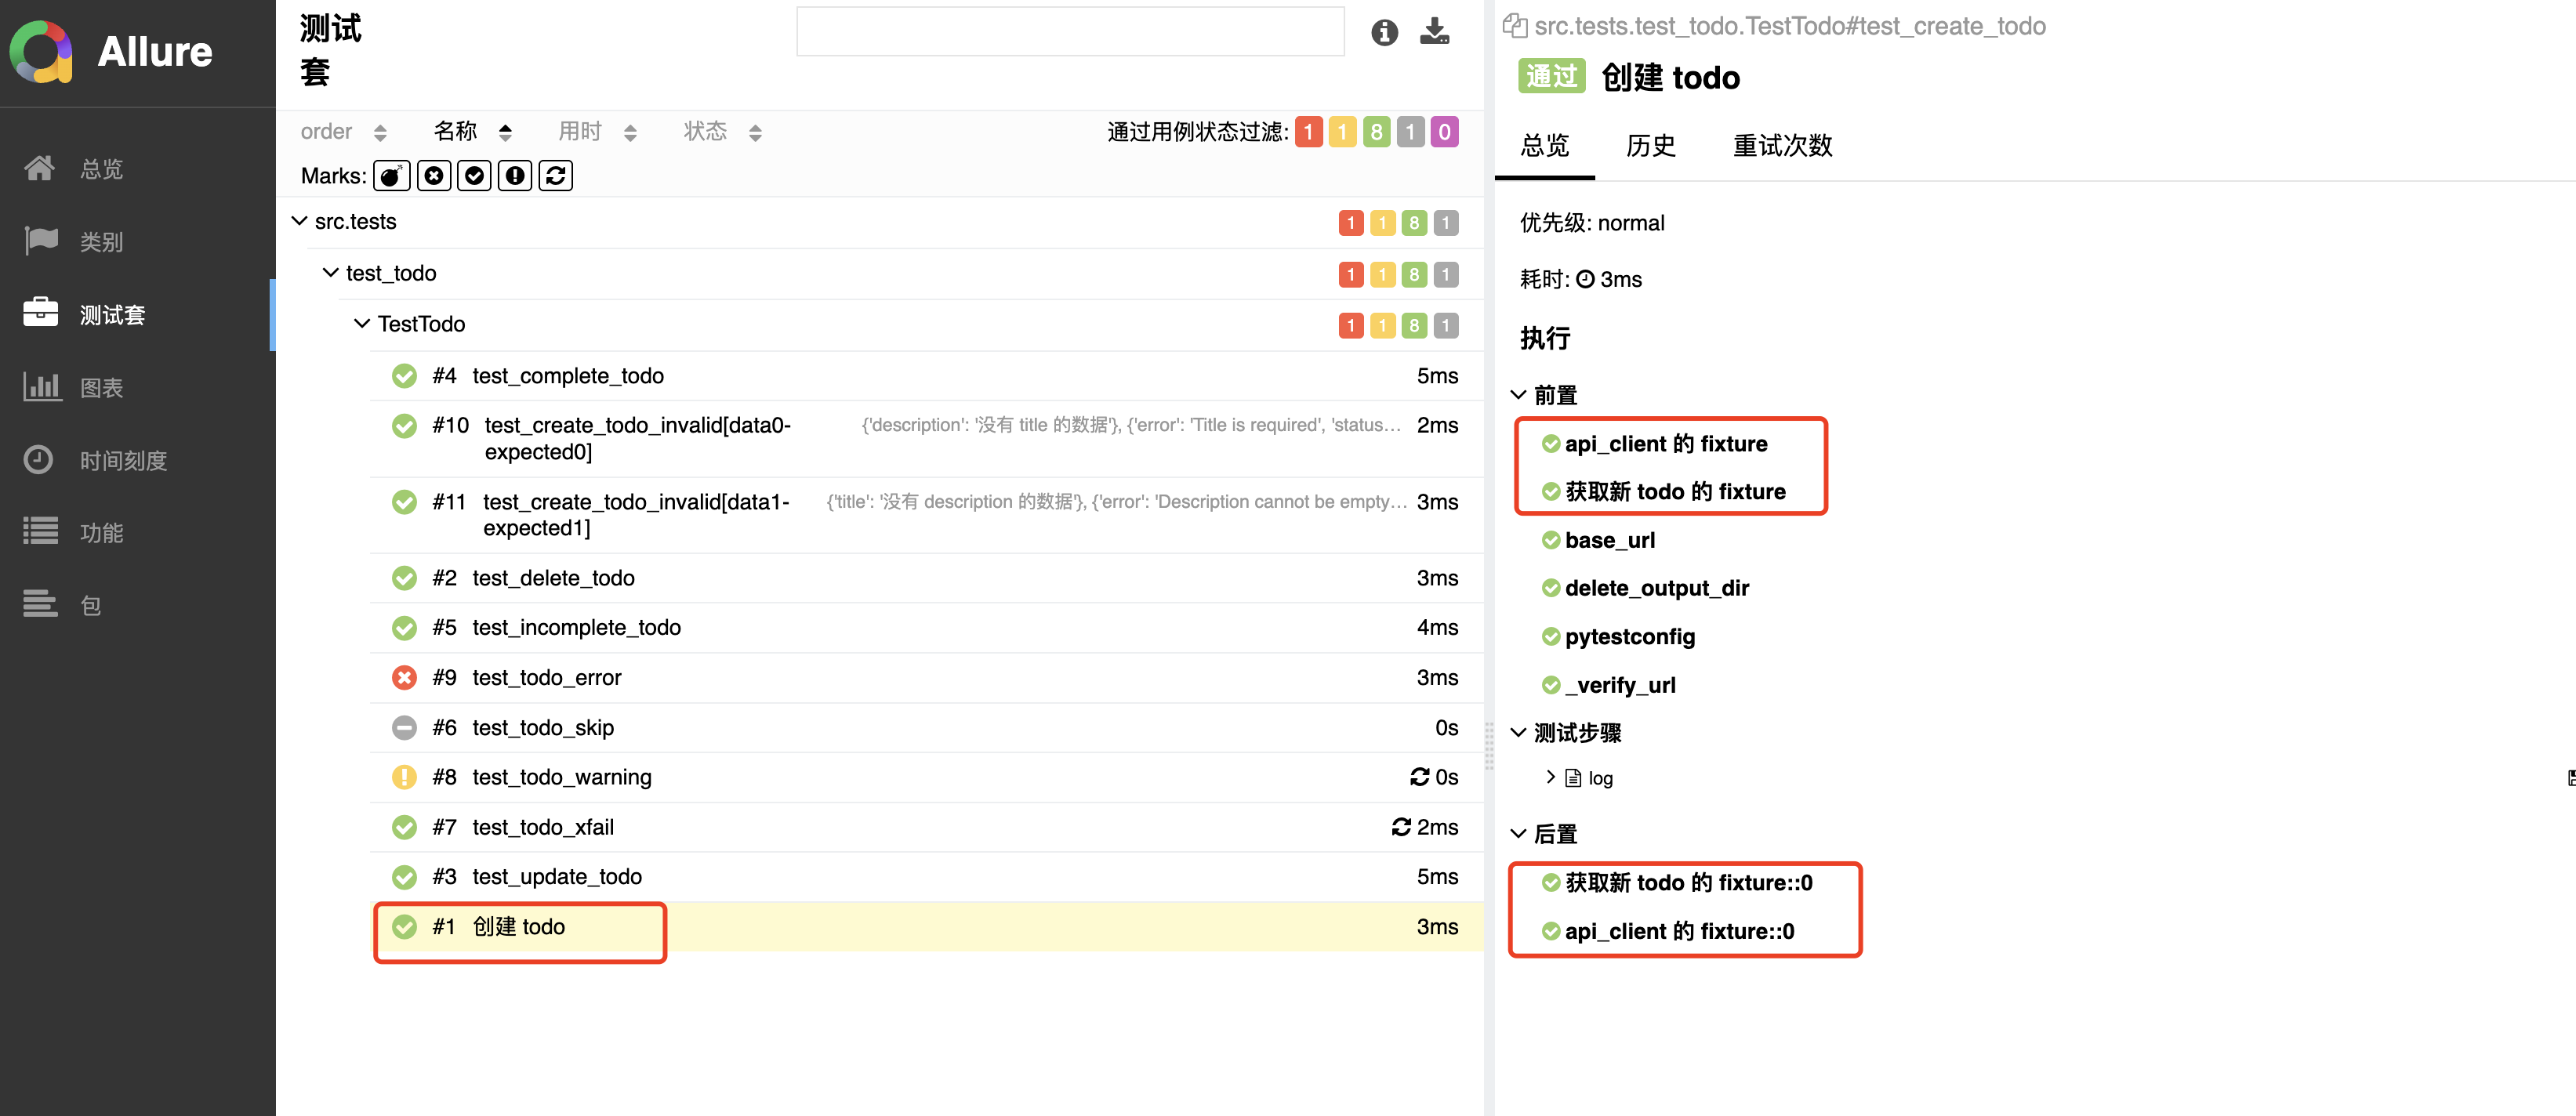 Allure
总览
类别
测试套
图表
时间刻度
功能
包
测试
套
order 名称 用时 状态 通过用例状态过滤: 1 1 8 1 0
Marks:
src.tests 1 1 8 1
test_todo 1 1 8 1
TestTodo 1 1 8 1
#4 test_complete_todo 5ms
#10 test_create_todo_invalid[data0- {'description': '没有 title 的数据'}, {'error': 'Title is required', 'status… 2ms
expected0]
#11 test_create_todo_invalid[data1- {'title': '没有 description 的数据'}, {'error': 'Description cannot be empty… 3ms
expected1]
#2 test_delete_todo 3ms
#5 test_incomplete_todo 4ms
#9 test_todo_error 3ms
#6 test_todo_skip 0s
#8 test_todo_warning 0s
#7 test_todo_xfail 2ms
#3 test_update_todo 5ms
#1 创建 todo 3ms
src.tests.test_todo.TestTodo#test_create_todo
通过 创建 todo
总览 历史 重试次数
优先级: normal
耗时: 3ms
执行
前置
api_client 的 fixture
获取新 todo 的 fixture
base_url
delete_output_dir
pytestconfig
_verify_url
测试步骤
log
后置
获取新 todo 的 fixture::0
api_client 的 fixture::0